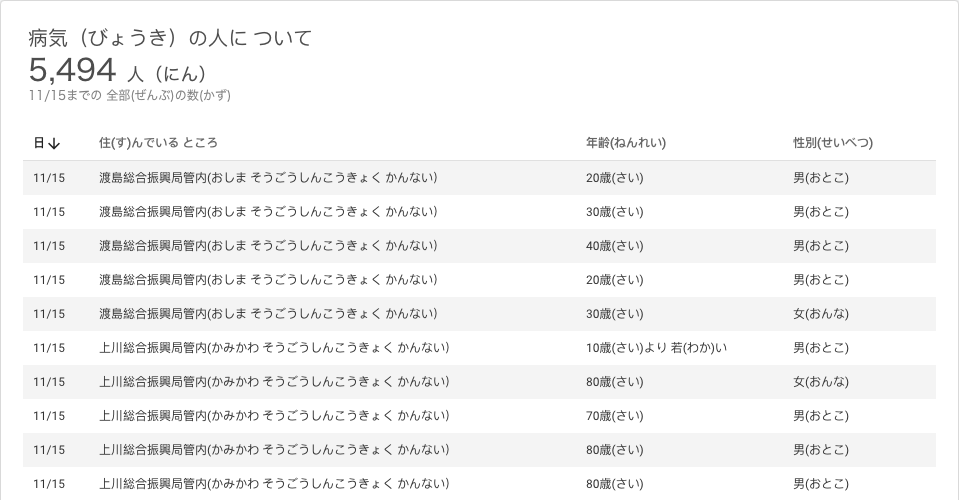 病気（びょうき）の人に ついて
5,494 人（にん）
11/15までの 全部(ぜんぶ)の数(かず)
日↓ 住(す)んでいる ところ 年齢(ねんれい) 性別(せいべつ)
11/15 渡島総合振興局管内(おしま そうごうしんこうきょく かんない) 20歳(さい) 男(おとこ)
11/15 渡島総合振興局管内(おしま そうごうしんこうきょく かんない) 30歳(さい) 男(おとこ)
11/15 渡島総合振興局管内(おしま そうごうしんこうきょく かんない) 40歳(さい) 男(おとこ)
11/15 渡島総合振興局管内(おしま そうごうしんこうきょく かんない) 20歳(さい) 男(おとこ)
11/15 渡島総合振興局管内(おしま そうごうしんこうきょく かんない) 30歳(さい) 女(おんな)
11/15 上川総合振興局管内(かみかわ そうごうしんこうきょく かんない) 10歳(さい)より 若(わか)い 男(おとこ)
11/15 上川総合振興局管内(かみかわ そうごうしんこうきょく かんない) 80歳(さい) 女(おんな)
11/15 上川総合振興局管内(かみかわ そうごうしんこうきょく かんない) 70歳(さい) 男(おとこ)
11/15 上川総合振興局管内(かみかわ そうごうしんこうきょく かんない) 80歳(さい) 男(おとこ)
11/15 上川総合振興局管内(かみかわ そうごうしんこうきょく かんない) 80歳(さい) 男(おとこ)